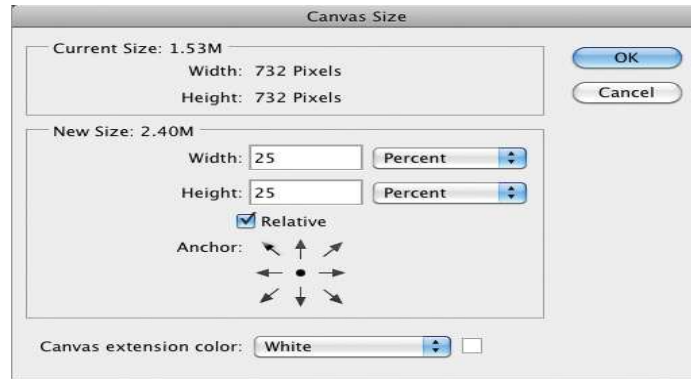 Canvas Size
Current Size: 1.53M
Width: 732 Pixels
Height: 732 Pixels
OK
Cancel
New Size: 2.40M
Width: 25 Percent
Height: 25 Percent
Relative
Anchor:
Canvas extension color: White